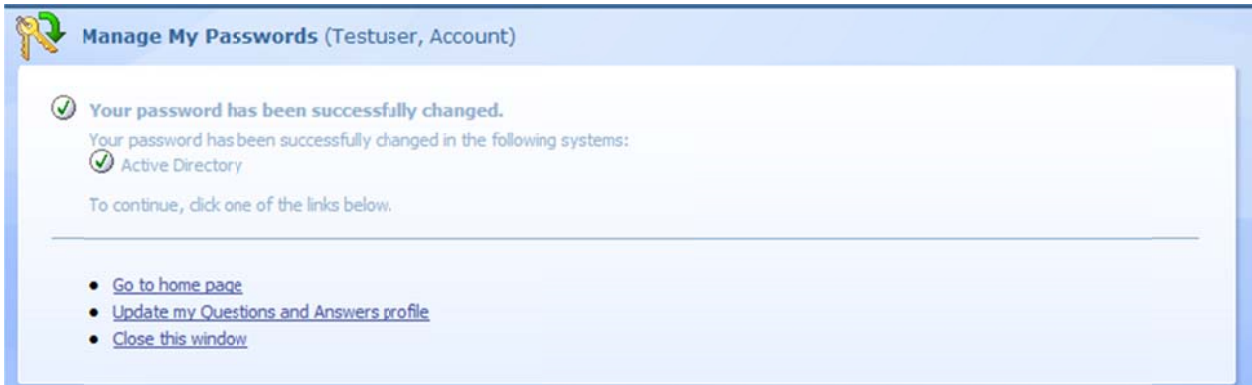 Manage My Passwords (Testuser, Account)
Your password has been successfully changed.
Your password has been successfully changed in the following systems:
Active Directory
To continue, click one of the links below.
Go to home page
Update my Questions and Answers profile
Close this window